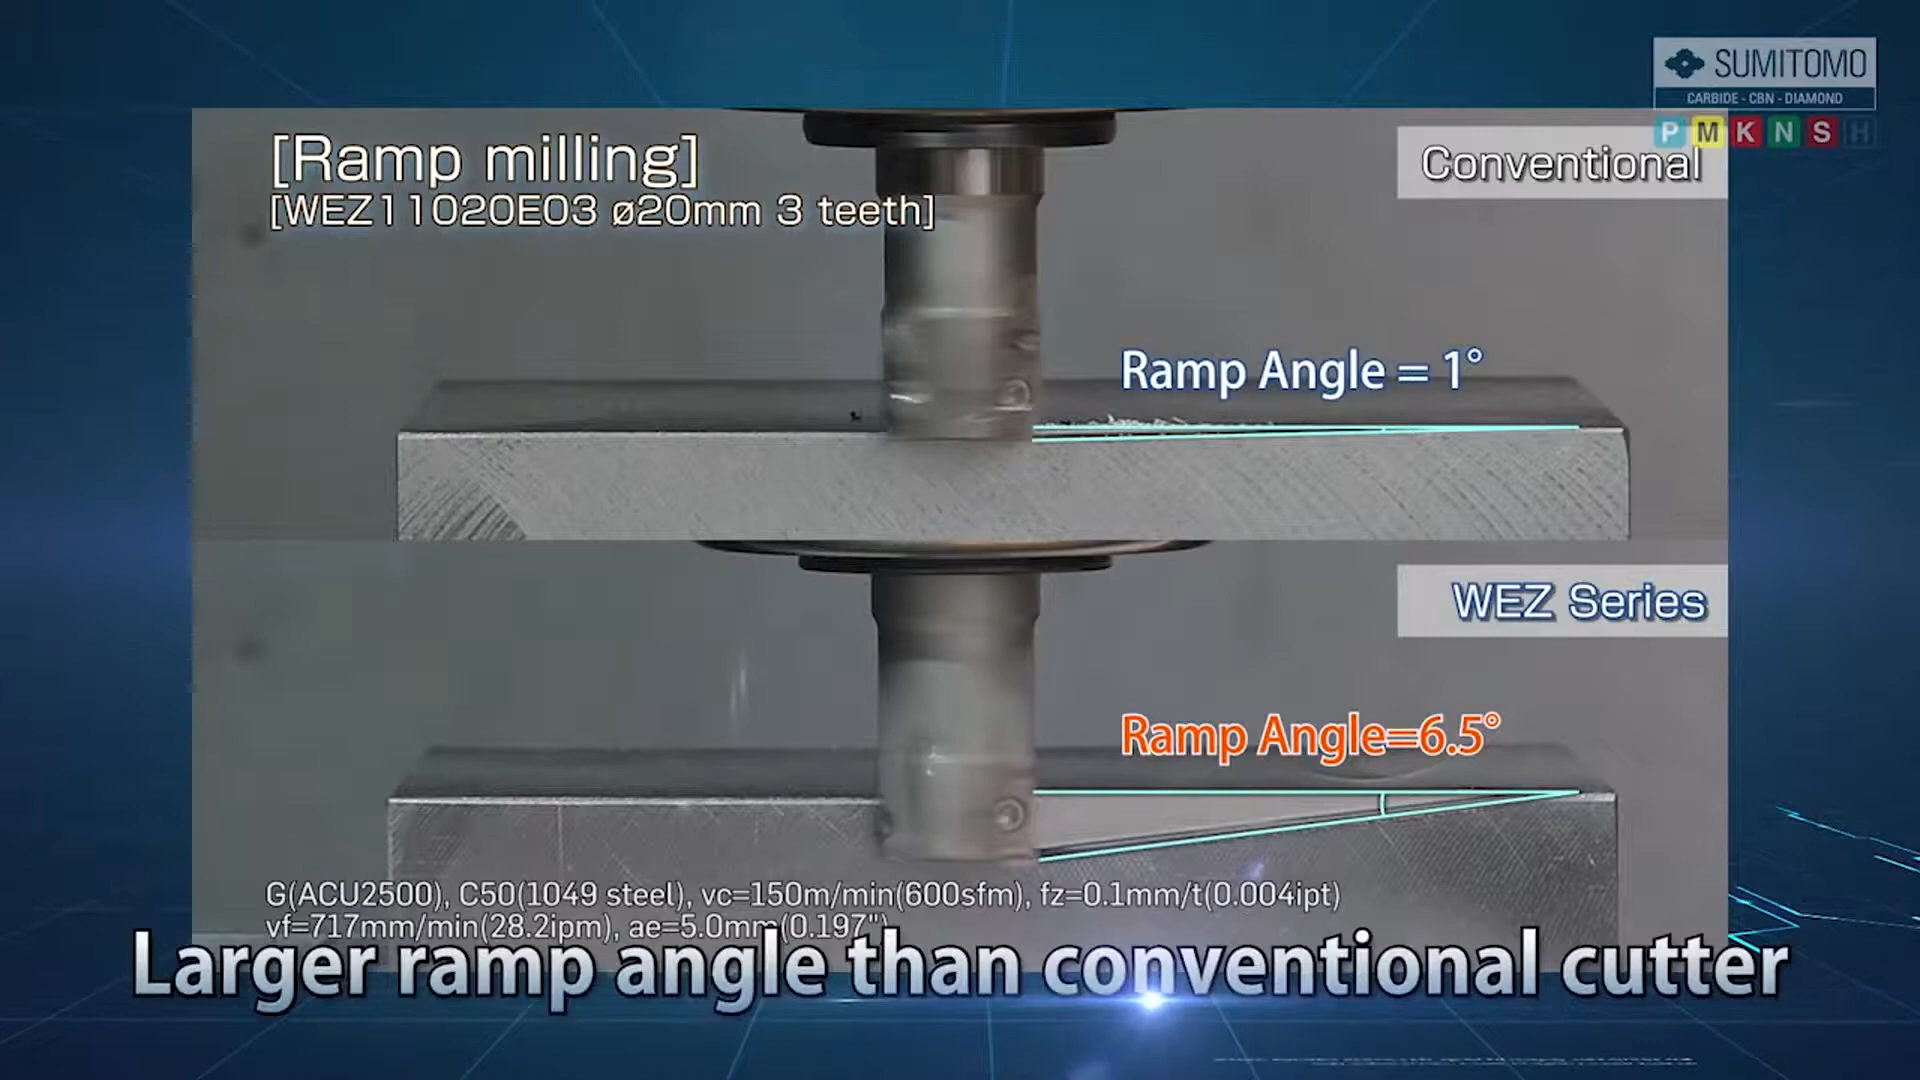 SUMITOMO
CARBIDE - CBN - DIAMOND
P M K N S H
[Ramp milling]
[WEZ11020E03 ø20mm 3 teeth]
Conventional
Ramp Angle = 1°
WEZ Series
Ramp Angle=6.5°
G(ACU2500), C50(1049 steel), vc=150m/min(600sfm), fz=0.1mm/t(0.004ipt)
vf=717mm/min(28.2ipm), ae=5.0mm(0.197")
Larger ramp angle than conventional cutter